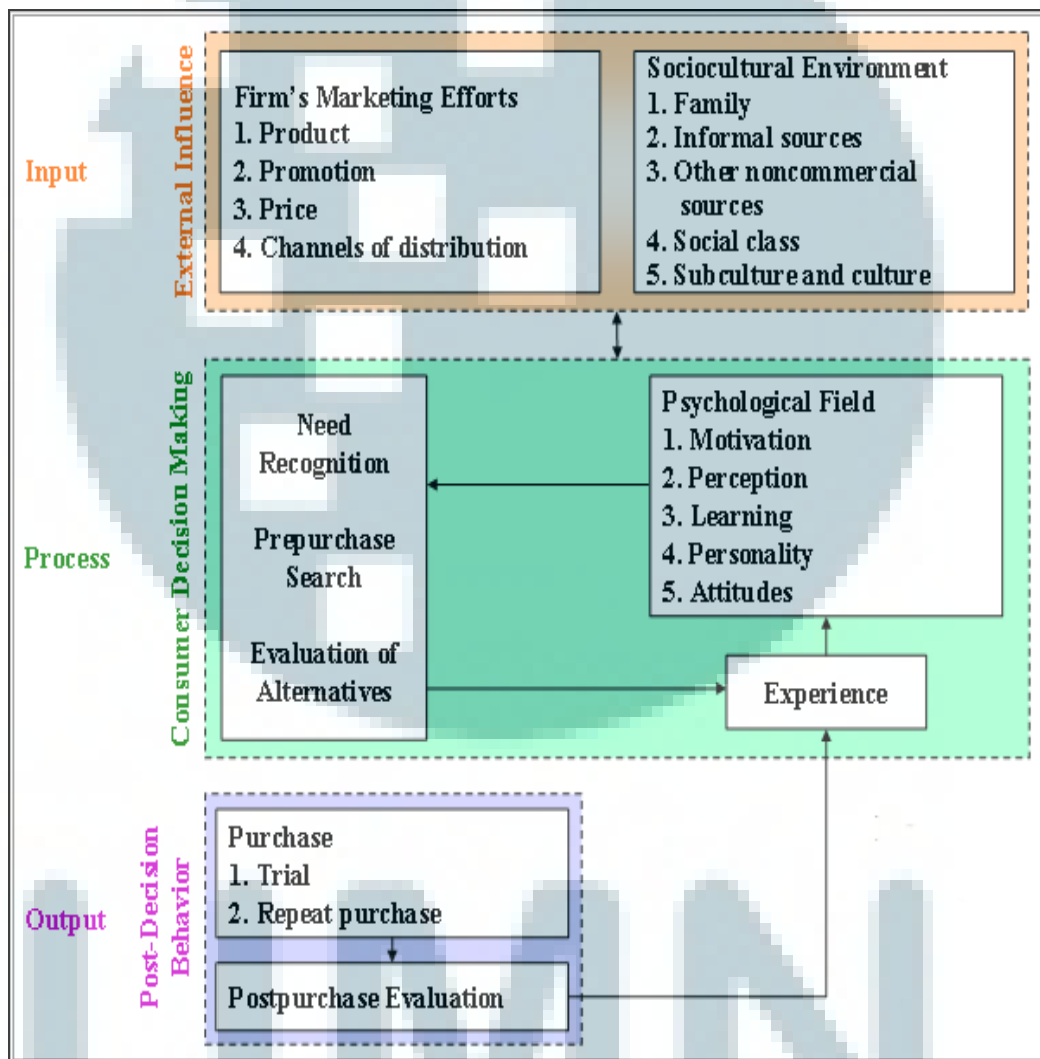 Input
External Influence
Firm's Marketing Efforts
1. Product
2. Promotion
3. Price
4. Channels of distribution
Sociocultural Environment
1. Family
2. Informal sources
3. Other noncommercial
sources
4. Social class
5. Subculture and culture
Process
Consumer Decision Making
Need
Recognition
Prepurchase
Search
Evaluation of
Alternatives
Psychological Field
1. Motivation
2. Perception
3. Learning
4. Personality
5. Attitudes
Experience
Output
Post-Decision
Behavior
Purchase
1. Trial
2. Repeat purchase
Postpurchase Evaluation